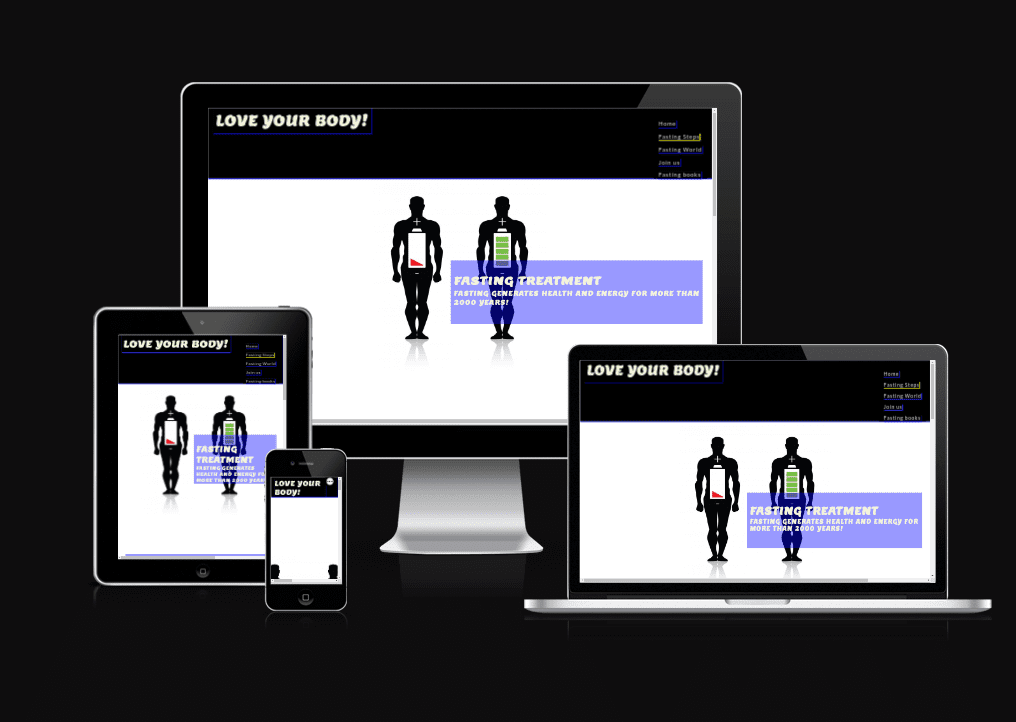 LOVE YOUR BODY!
Home
Fasting Steps
Fasting World
Join us
Fasting books
FASTING TREATMENT
FASTING GENERATES HEALTH AND ENERGY FOR MORE THAN
2000 YEARS!
LOVE YOUR BODY!
Home
Fasting Steps
Fasting World
Join us
Fasting books
FASTING
TREATMENT
FASTING GENERATES
HEALTH AND ENERGY FO
MORE THAN 2000 YEARS
LOVE YOUR
BODY!
LOVE YOUR BODY!
Home
Fasting Steps
Fasting World
Join us
Fasting books
FASTING TREATMENT
FASTING GENERATES HEALTH AND ENERGY FOR
MORE THAN 2000 YEARS!